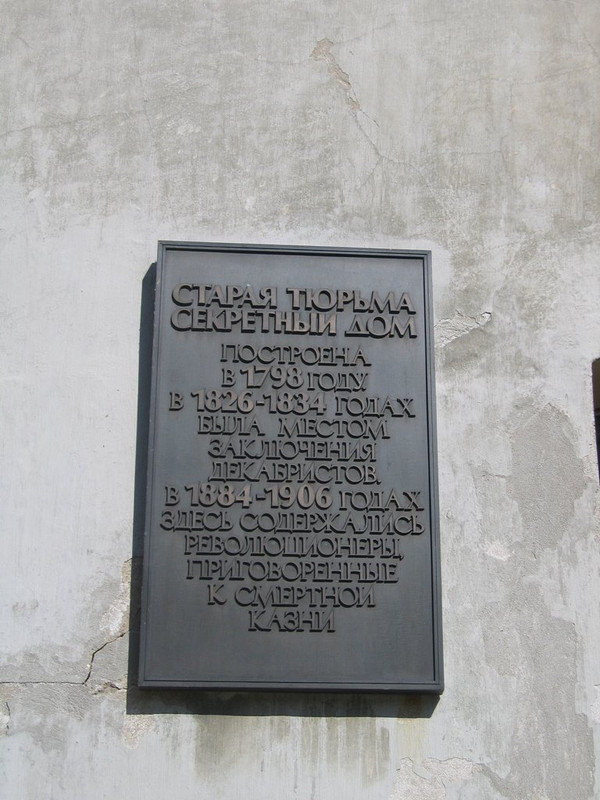 СТАРАЯ ТЮРЬМА
СЕКРЕТНЫЙ ДОМ
ПОСТРОЕНА
В 1798 ГОДУ.
В 1826-1834 ГОДАХ
БЫЛА МЕСТОМ
ЗАКЛЮЧЕНИЯ
ДЕКАБРИСТОВ.
В 1884-1906 ГОДАХ
ЗДЕСЬ СОДЕРЖАЛИСЬ
РЕВОЛЮЦИОНЕРЫ,
ПРИГОВОРЕННЫЕ
К СМЕРТНОЙ
КАЗНИ